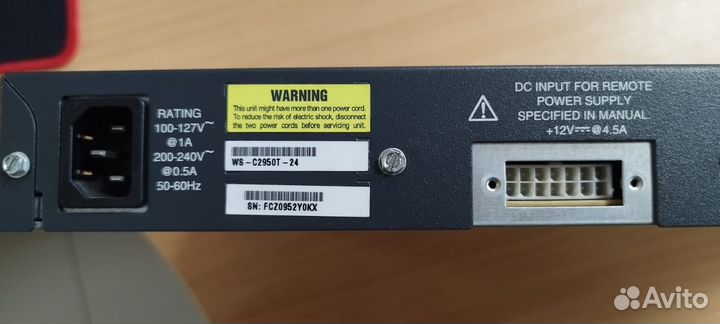 RATING
100-127V~
@1A
200-240V~
@0.5A
50-60Hz
WARNING
This unit might have more than one power cord.
To reduce the risk of electric shock, disconnect
the two power cords before servicing unit.
WS-C2950T-24
SN: FCZ0952Y0KX
DC INPUT FOR REMOTE
POWER SUPPLY
SPECIFIED IN MANUAL
+12V⎓@4.5A
Avito